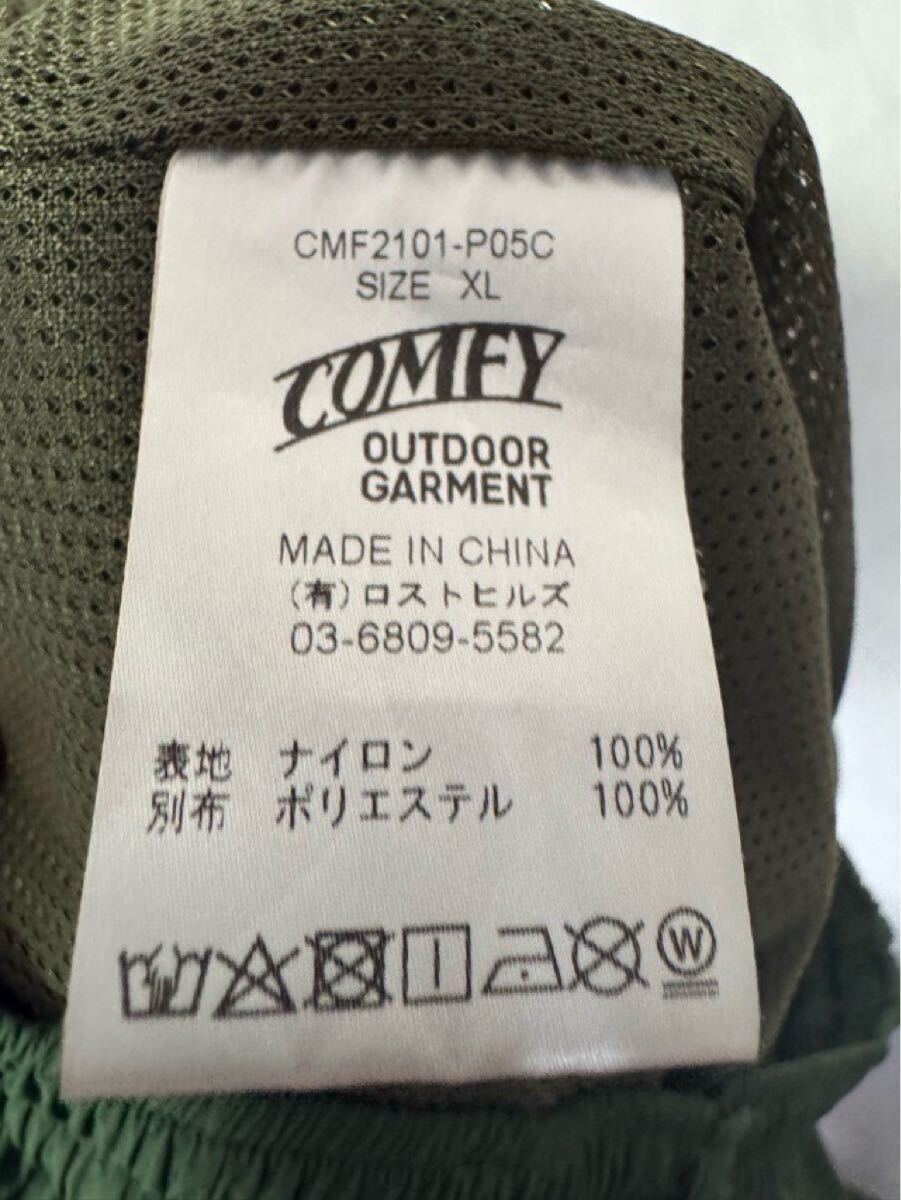 CMF2101-P05C
SIZE XL
COMFY
OUTDOOR
GARMENT
MADE IN CHINA
(有)ロストヒルズ
03-6809-5582
表地 ナイロン 100%
別布 ポリエステル 100%
W